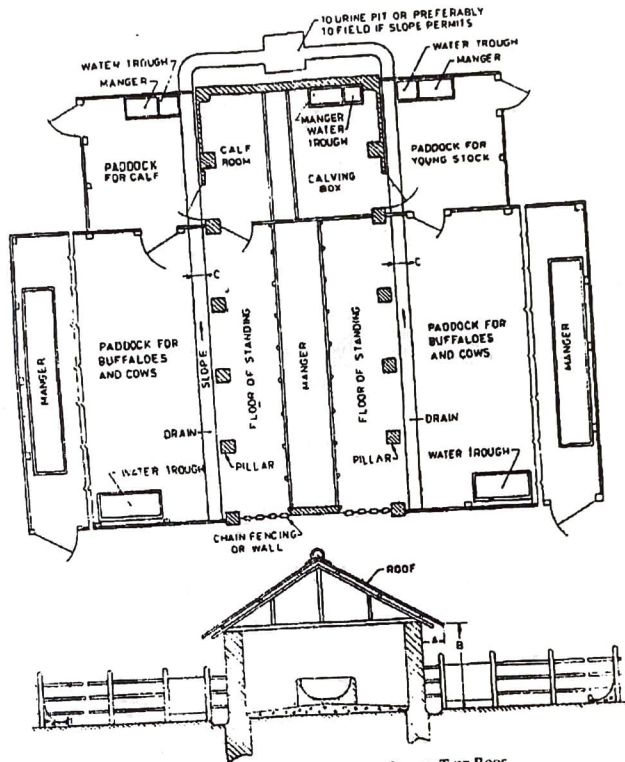 10 URINE PIT OR PREFERABLY
10 FIELD IF SLOPE PERMITS
WATER TROUGH
MANGER
WATER TROUGH
MANGER
PADDOCK
FOR CALF
CALF
ROOM
MANGER
WATER
TROUGH
CALVING
BOX
PADDOCK FOR
YOUNG STOCK
C
C
MANGER
PADDOCK FOR
BUFFALOES
AND COWS
SLOPE
FLOOR OF STANDING
MANGER
FLOOR OF STANDING
PADDOCK FOR
BUFFALOES
AND COWS
MANGER
DRAIN
DRAIN
WATER TROUGH
PILLAR
PILLAR
WATER TROUGH
CHAIN FENCING
OR WALL
ROOF
A
B